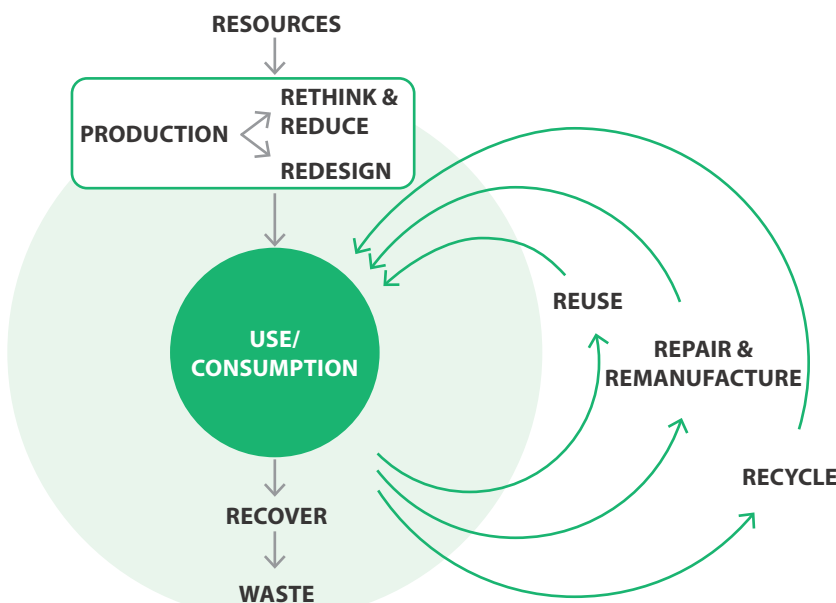 RESOURCES
RETHINK &
REDUCE
PRODUCTION
REDESIGN
USE/
CONSUMPTION
REUSE
REPAIR &
REMANUFACTURE
RECYCLE
RECOVER
WASTE